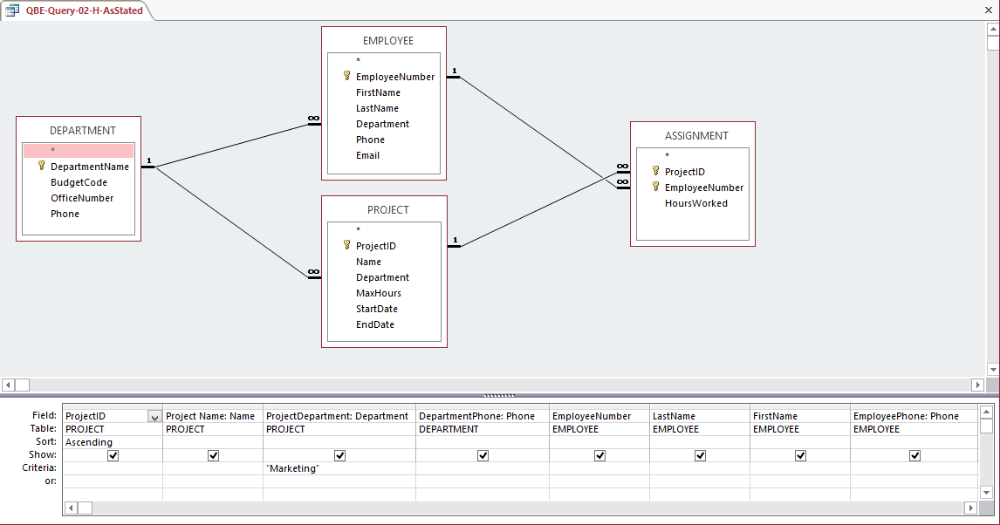 QBE-Query-02-H-AsStated
EMPLOYEE
*
EmployeeNumber
FirstName
LastName
Department
Phone
Email
DEPARTMENT
*
DepartmentName
BudgetCode
OfficeNumber
Phone
PROJECT
*
ProjectID
Name
Department
MaxHours
StartDate
EndDate
ASSIGNMENT
*
ProjectID
EmployeeNumber
HoursWorked
1
∞
∞
1
1
∞
∞
Field: ProjectID Project Name: Name ProjectDepartment: Department DepartmentPhone: Phone EmployeeNumber LastName FirstName EmployeePhone: Phone
Table: PROJECT PROJECT PROJECT DEPARTMENT EMPLOYEE EMPLOYEE EMPLOYEE EMPLOYEE
Sort: Ascending
Show:
Criteria: "Marketing"
or: